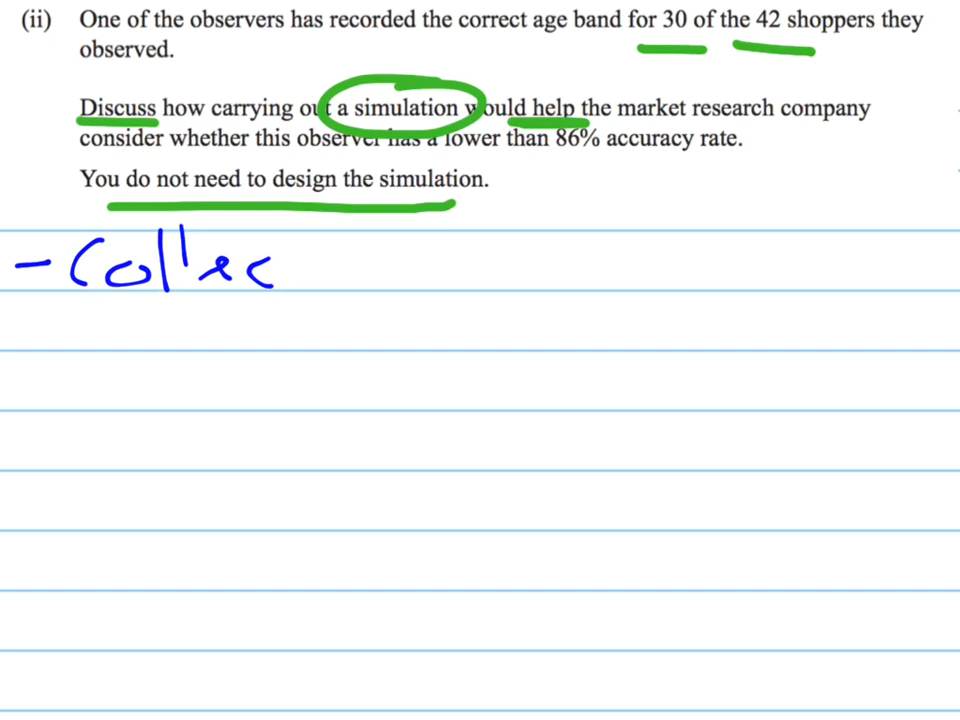 (ii) One of the observers has recorded the correct age band for 30 of the 42 shoppers they
observed.
Discuss how carrying out a simulation would help the market research company
consider whether this observer has a lower than 86% accuracy rate.
You do not need to design the simulation.
- Collec